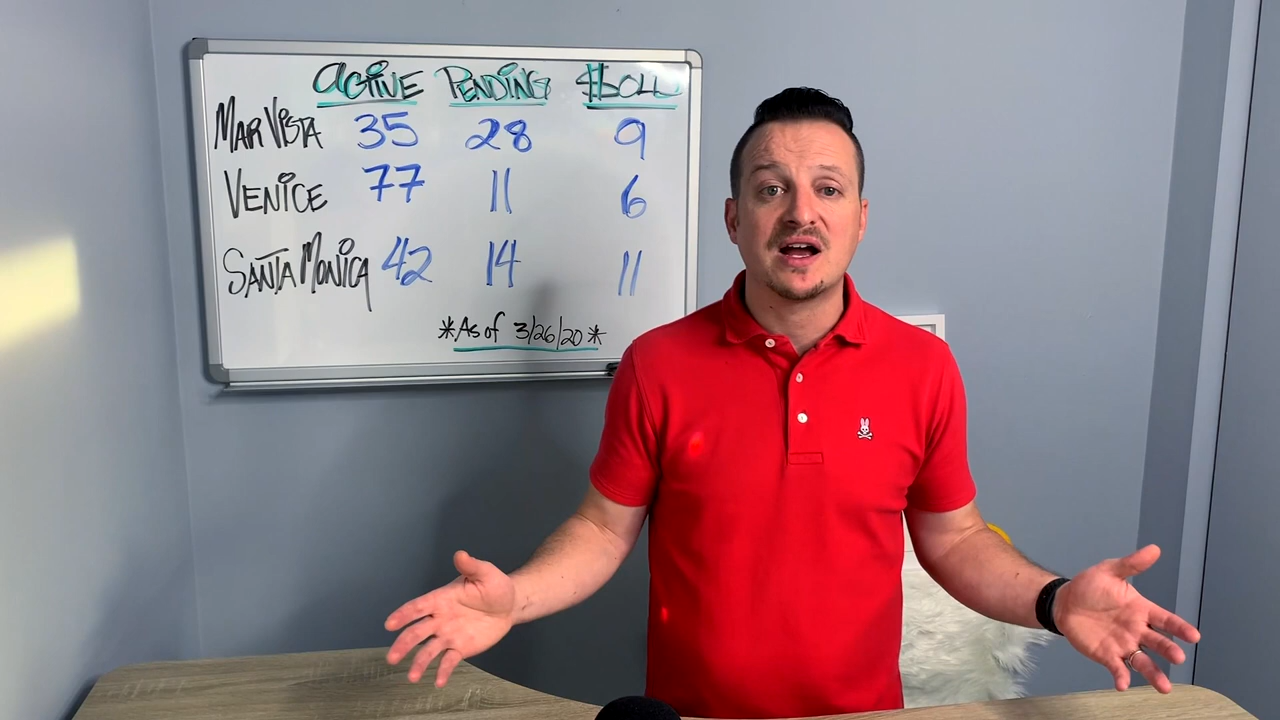 ACTIVE PENDING $OLD
MAR VISTA 35 28 9
VENICE 77 11 6
SANTA MONICA 42 14 11
*As of 3/26/20*